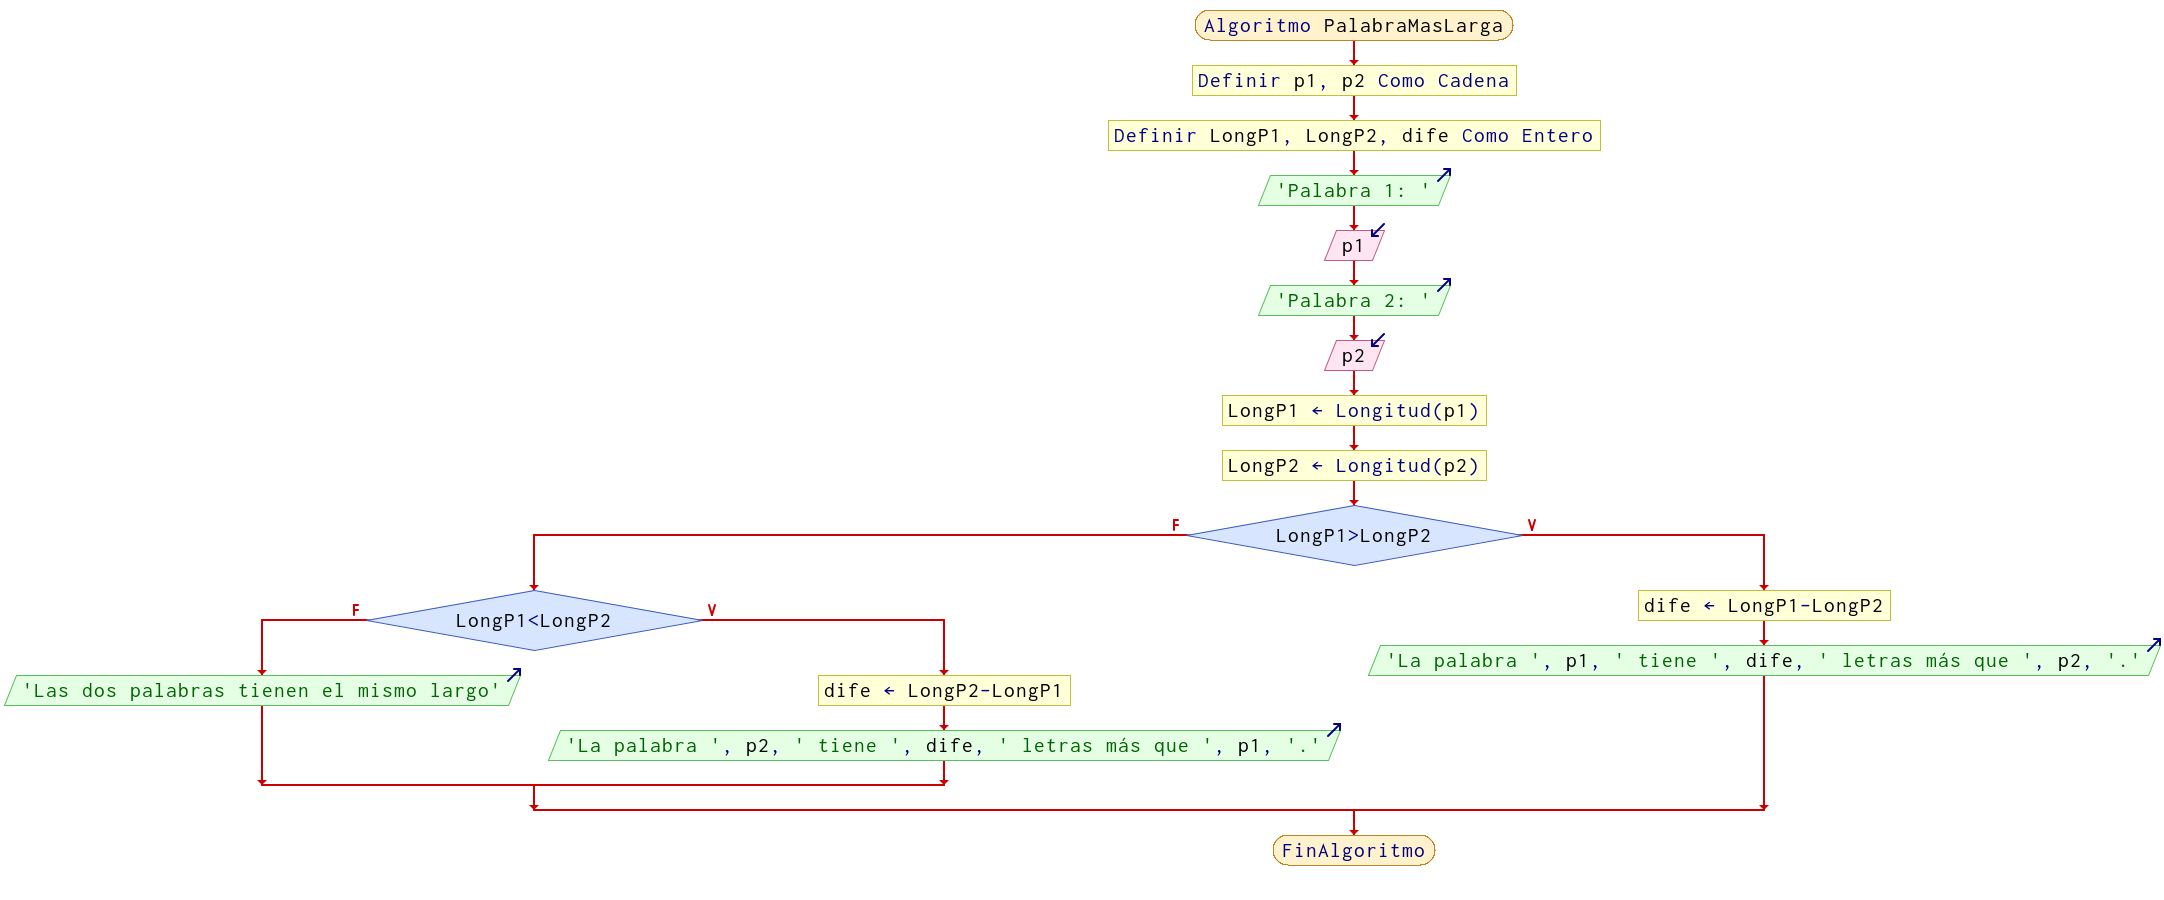 Algoritmo PalabraMasLarga
Definir p1, p2 Como Cadena
Definir LongP1, LongP2, dife Como Entero
'Palabra 1: '
p1
'Palabra 2: '
p2
LongP1 ← Longitud(p1)
LongP2 ← Longitud(p2)
F
LongP1>LongP2
V
F
LongP1<LongP2
V
dife ← LongP1-LongP2
'La palabra ', p1, ' tiene ', dife, ' letras más que ', p2, '.'
'Las dos palabras tienen el mismo largo'
dife ← LongP2-LongP1
'La palabra ', p2, ' tiene ', dife, ' letras más que ', p1, '.'
FinAlgoritmo